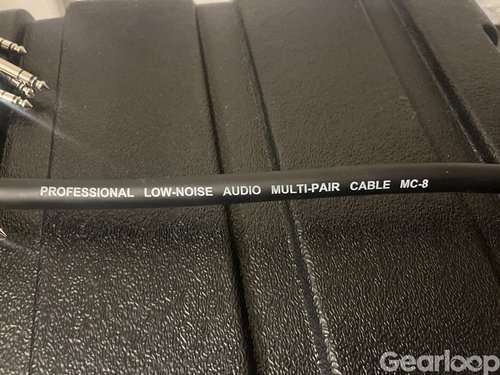 PROFESSIONAL LOW-NOISE AUDIO MULTI-PAIR CABLE MC-8
Gearloop